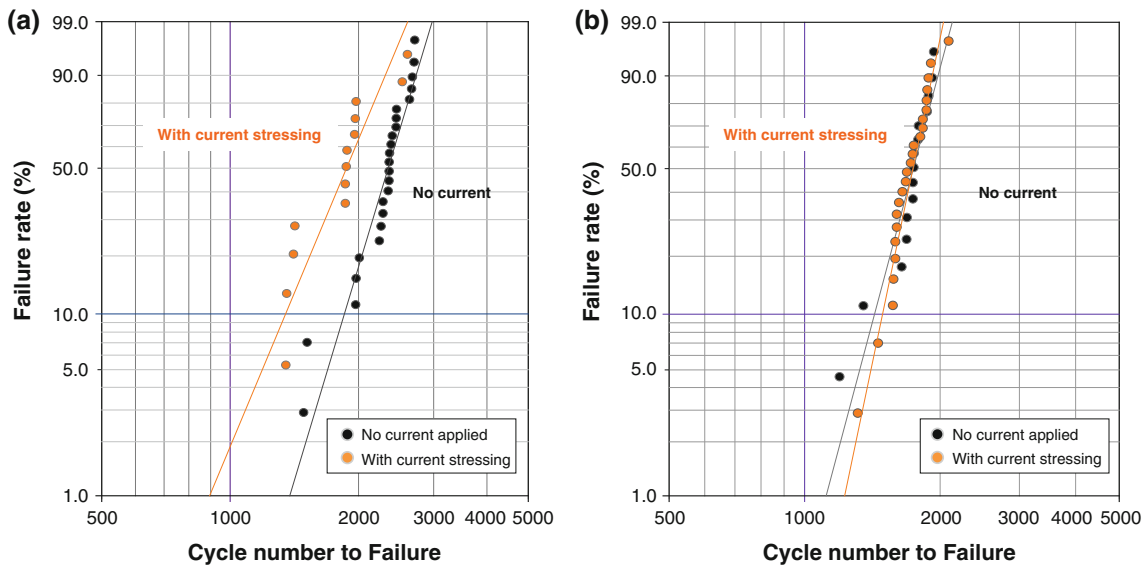 (a)
99.0
90.0
50.0
10.0
5.0
1.0
Failure rate (%)
With current stressing
No current
No current applied
With current stressing
500
1000
2000
3000
4000
5000
Cycle number to Failure
(b)
99.0
90.0
50.0
10.0
5.0
1.0
Failure rate (%)
With current stressing
No current
No current applied
With current stressing
500
1000
2000
3000
4000
5000
Cycle number to Failure